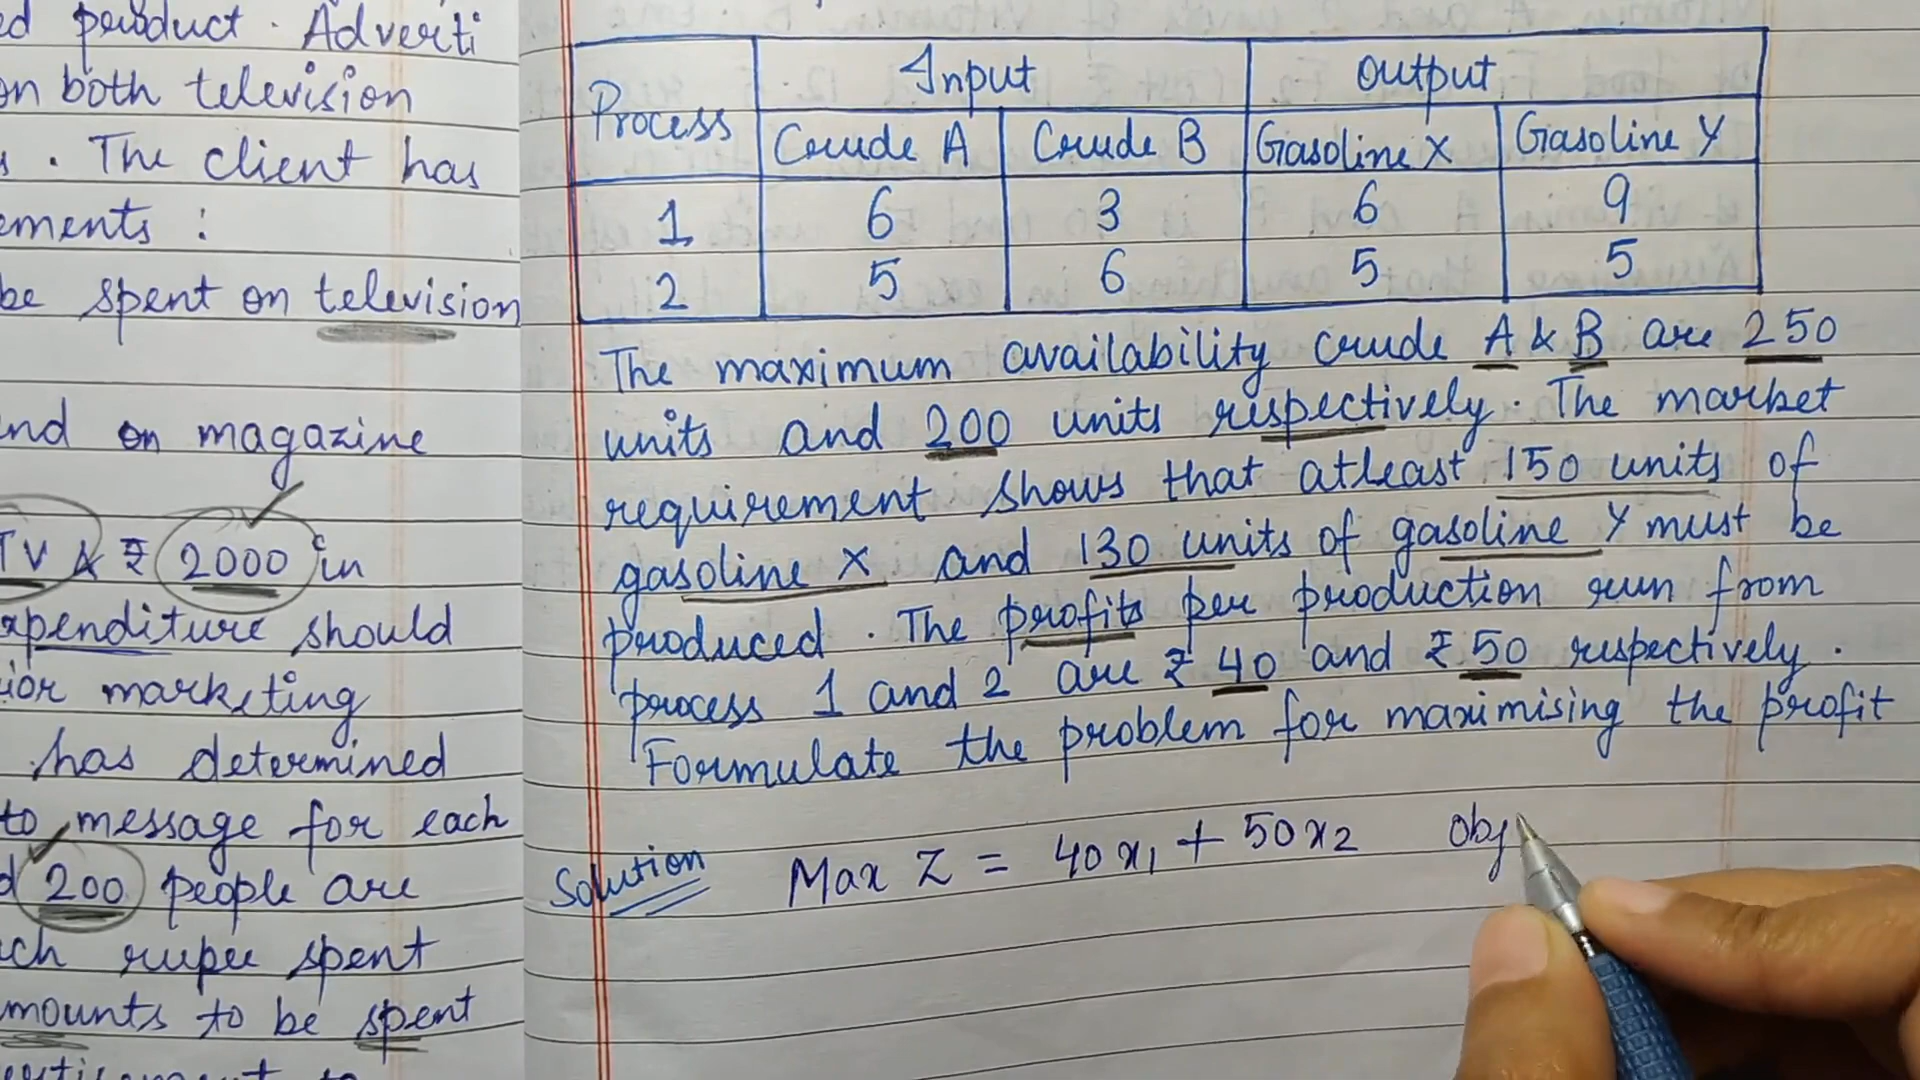 product. Adverti
on both television
. The client has
ements :
be spent on television
on magazine
TV & ₹ 2000 in
expenditure should
ior marketing
has determined
to message for each
200 people are
ch rupee spent
mounts to be spent
Process Input Output
Crude A Crude B Gasoline X Gasoline Y
1 6 3 6 9
2 5 6 5 5
The maximum availability crude A & B are 250
units and 200 units respectively. The market
requirement shows that atleast 150 units of
gasoline X and 130 units of gasoline Y must be
produced. The profits per production run from
process 1 and 2 are ₹ 40 and ₹ 50 respectively.
Formulate the problem for maximising the profit
Solution Max Z = 40x₁ + 50x₂ Obj